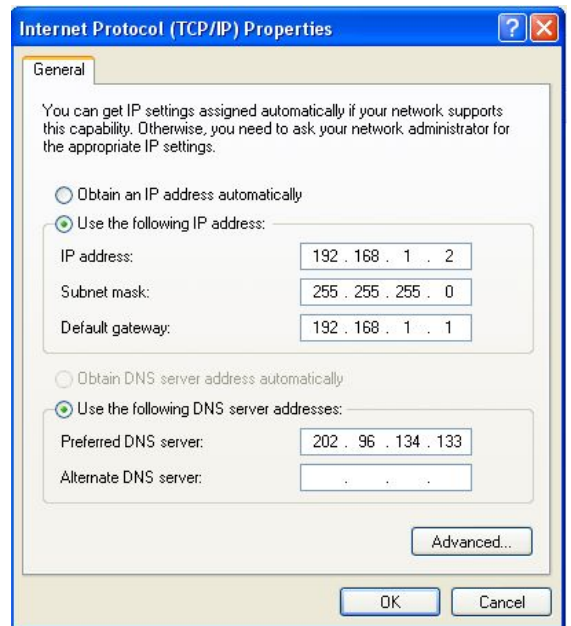 Internet Protocol (TCP/IP) Properties
General
You can get IP settings assigned automatically if your network supports
this capability. Otherwise, you need to ask your network administrator for
the appropriate IP settings.
Obtain an IP address automatically
Use the following IP address:
IP address: 192 . 168 . 1 . 2
Subnet mask: 255 . 255 . 255 . 0
Default gateway: 192 . 168 . 1 . 1
Obtain DNS server address automatically
Use the following DNS server addresses:
Preferred DNS server: 202 . 96 . 134 . 133
Alternate DNS server: . . .
Advanced...
OK Cancel